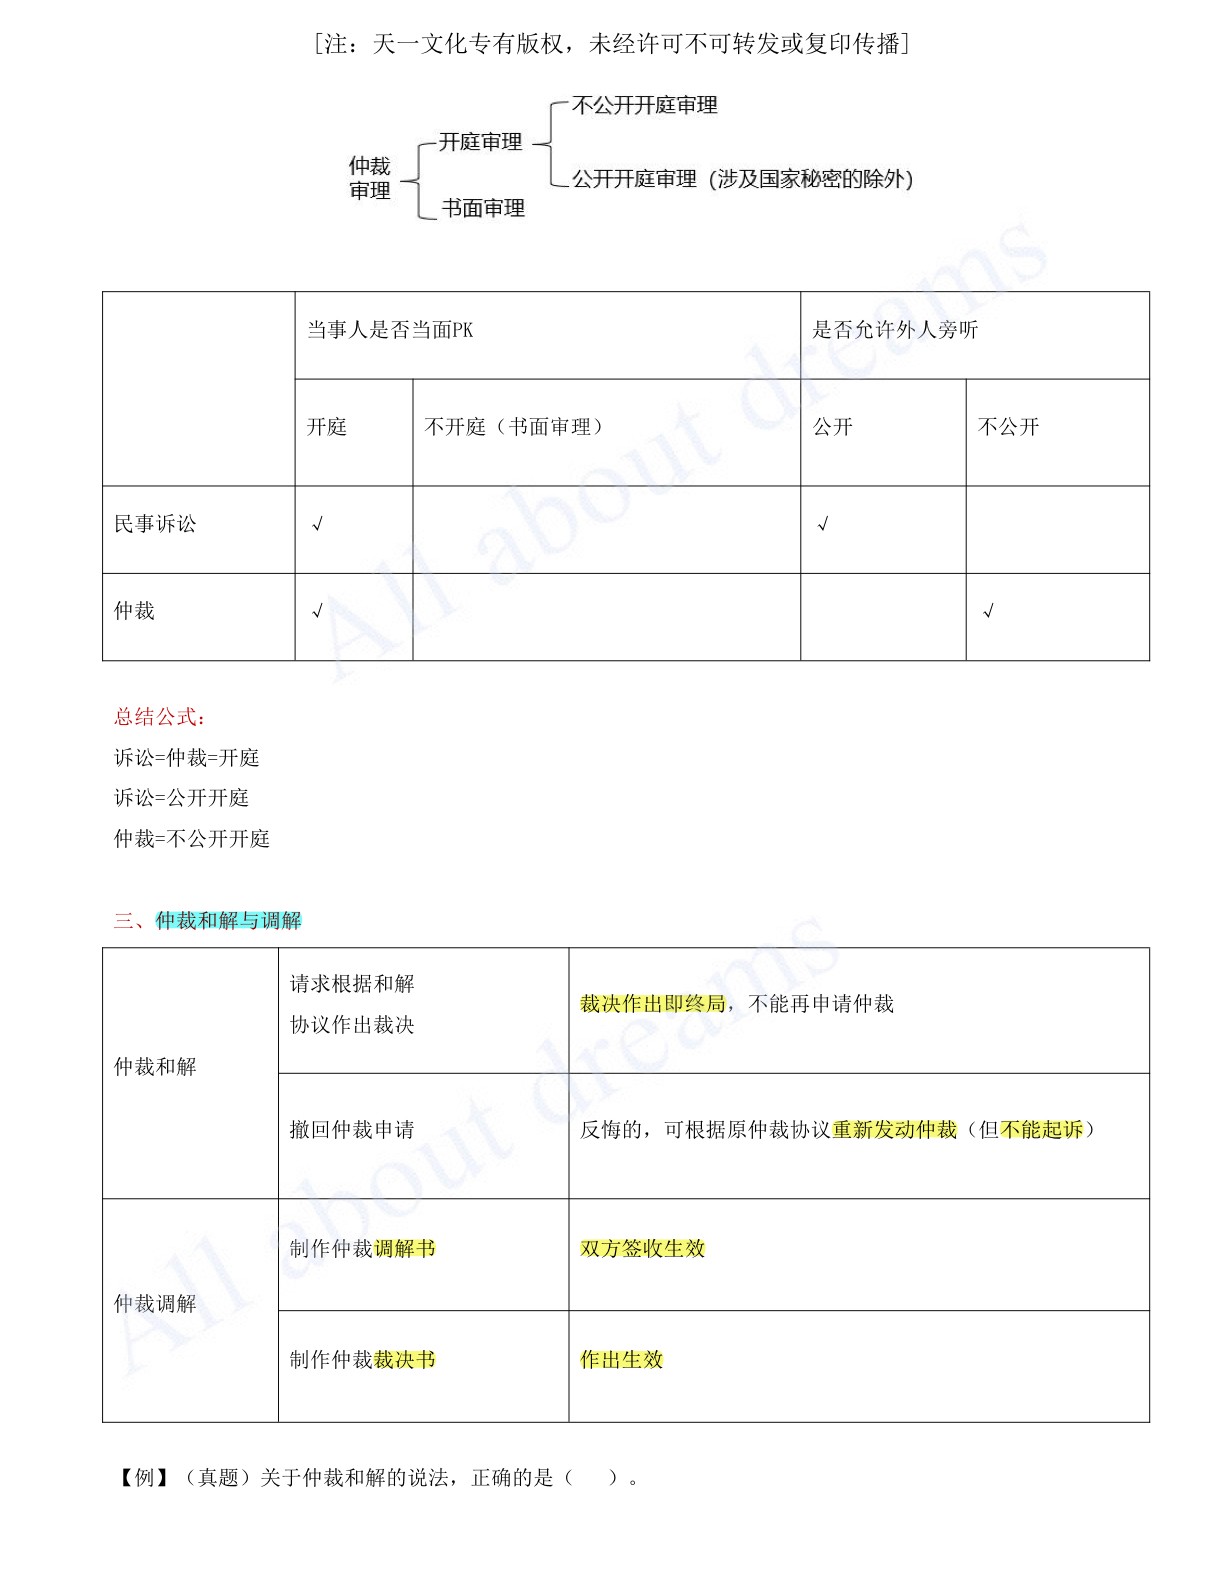 [注：天一文化专有版权，未经许可不可转发或复印传播]
不公开开庭审理
开庭审理
仲裁
审理
公开开庭审理（涉及国家秘密的除外）
书面审理
当事人是否当面PK
是否允许外人旁听
开庭
不开庭（书面审理）
公开
不公开
民事诉讼
√
√
仲裁
√
√
总结公式：
诉讼=仲裁=开庭
诉讼=公开开庭
仲裁=不公开开庭
三、仲裁和解与调解
仲裁和解
请求根据和解
协议作出裁决
裁决作出即终局，不能再申请仲裁
撤回仲裁申请
反悔的，可根据原仲裁协议重新发动仲裁（但不能起诉）
仲裁调解
制作仲裁调解书
双方签收生效
制作仲裁裁决书
作出生效
【例】（真题）关于仲裁和解的说法，正确的是（ ）。
All about dreams
All about dreams